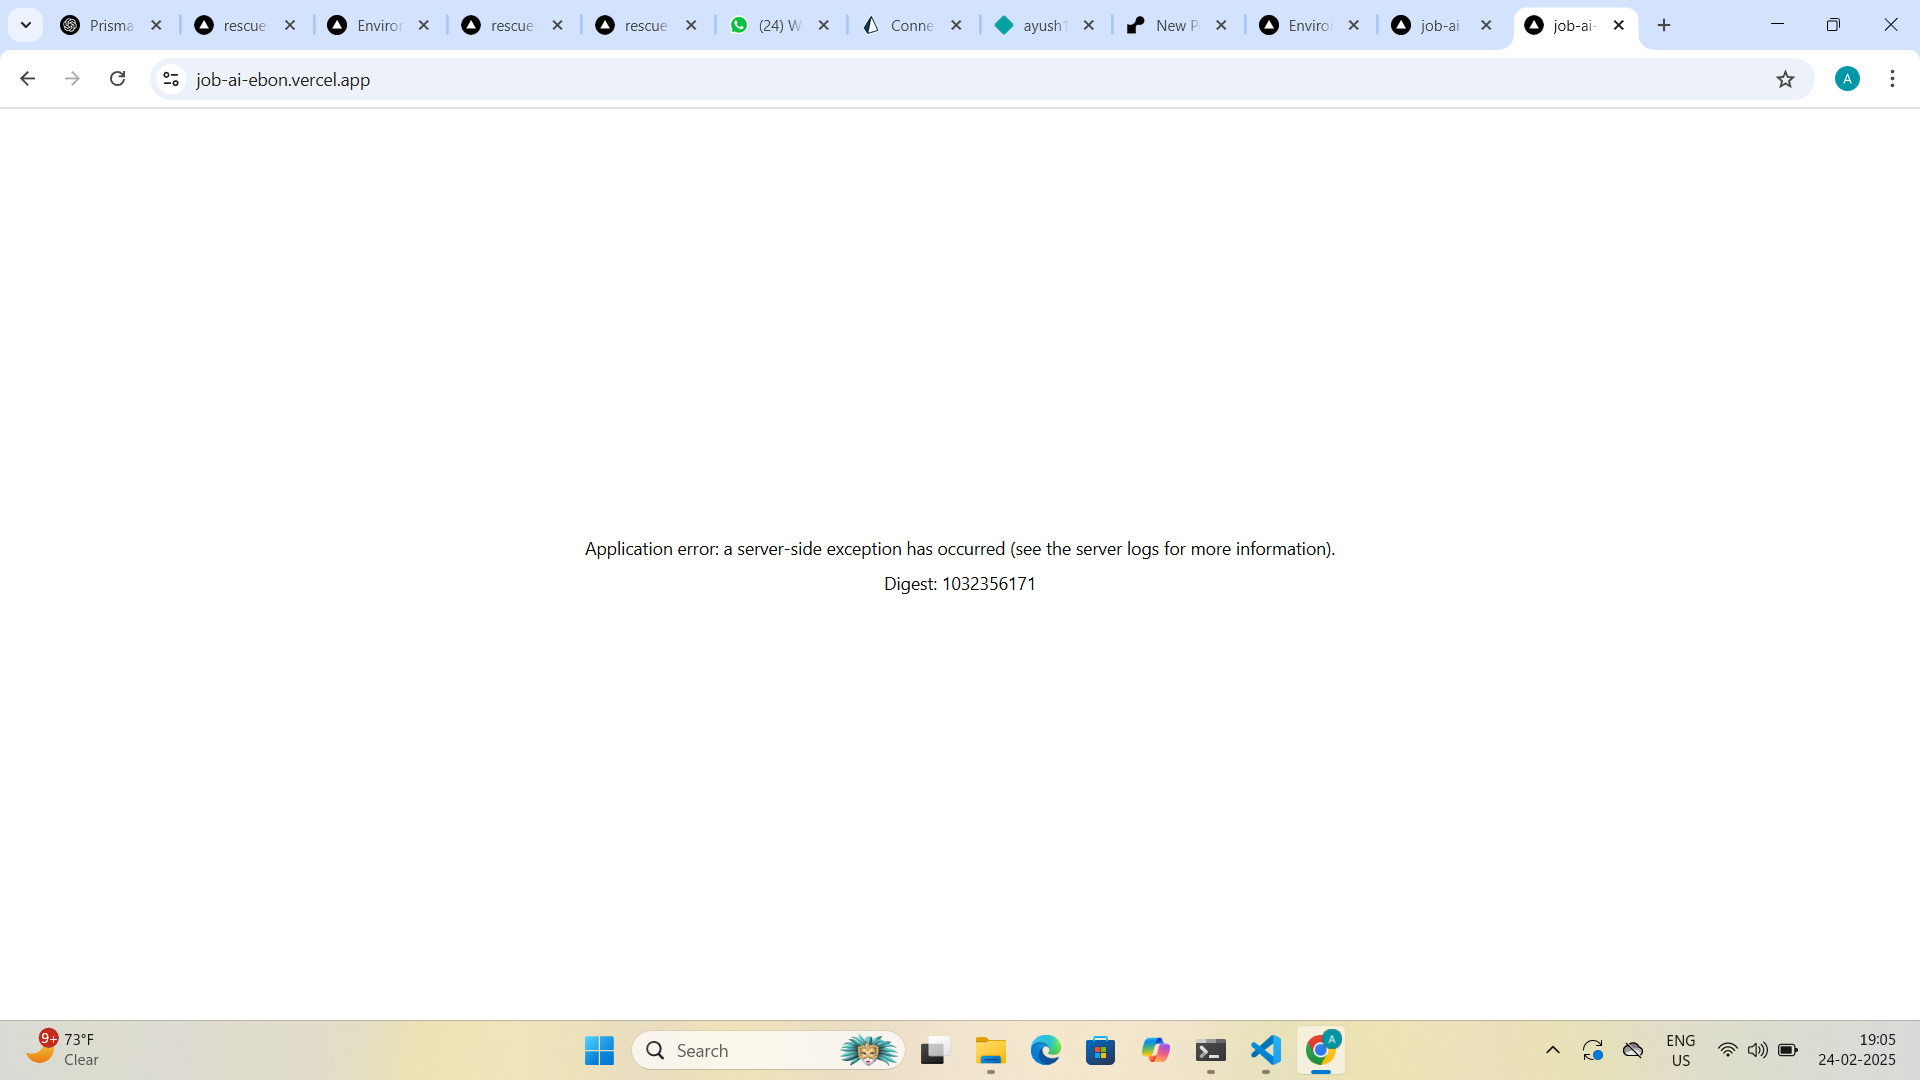 Prisma
rescue
Enviro
rescue
rescue
(24) W
Conne
ayush1
New P
Enviro
job-ai
job-ai-
job-ai-ebon.vercel.app
A
Application error: a server-side exception has occurred (see the server logs for more information).
Digest: 1032356171
9+
73°F
Clear
Search
A
ENG
US
19:05
24-02-2025